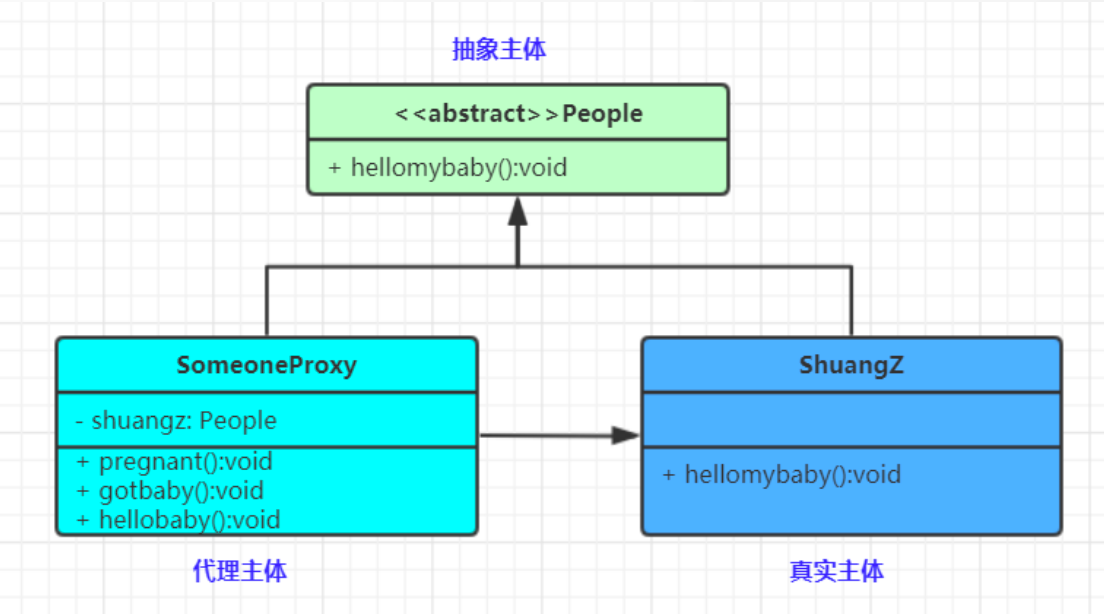 抽象主体
<<abstract>>People
+ hellomybaby():void
SomeoneProxy
- shuangz: People
+ pregnant():void
+ gotbaby():void
+ hellobaby():void
ShuangZ
+ hellomybaby():void
代理主体
真实主体